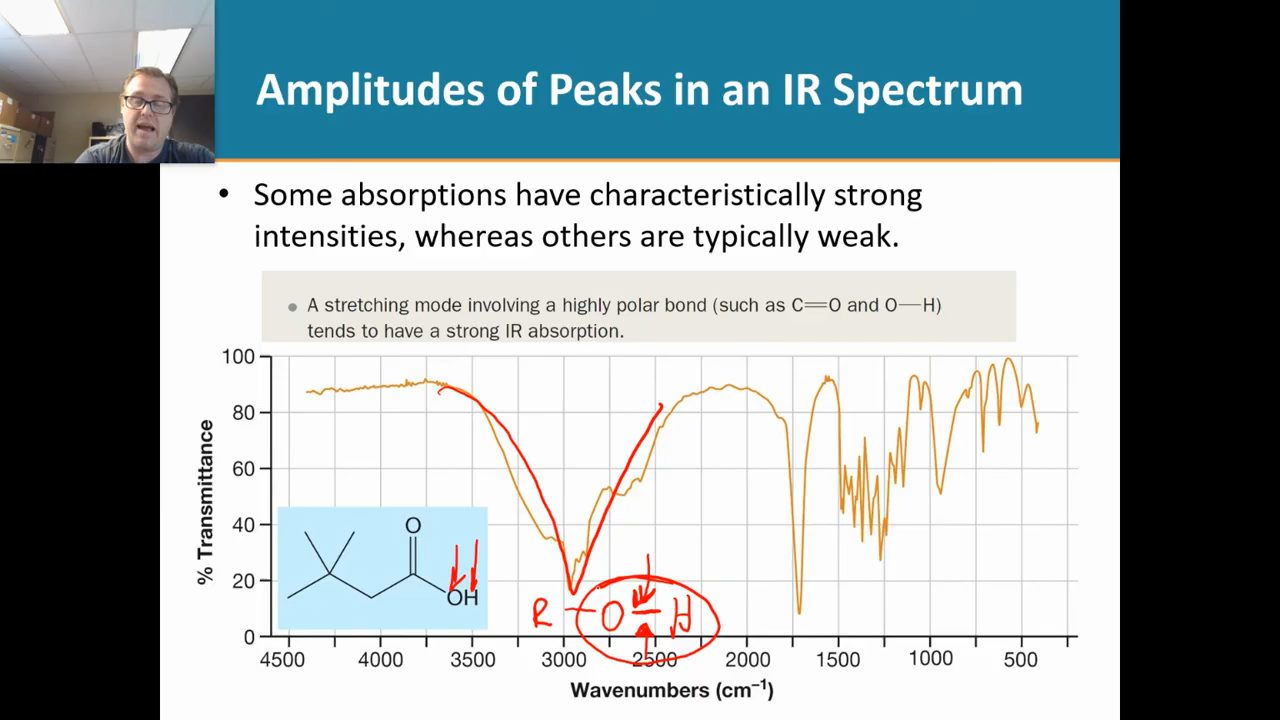 Amplitudes of Peaks in an IR Spectrum
• Some absorptions have characteristically strong
intensities, whereas others are typically weak.
• A stretching mode involving a highly polar bond (such as C=O and O—H)
tends to have a strong IR absorption.
% Transmittance
100
80
60
40
20
0
O
OH
R-O-H
4500 4000 3500 3000 2500 2000 1500 1000 500
Wavenumbers (cm⁻¹)